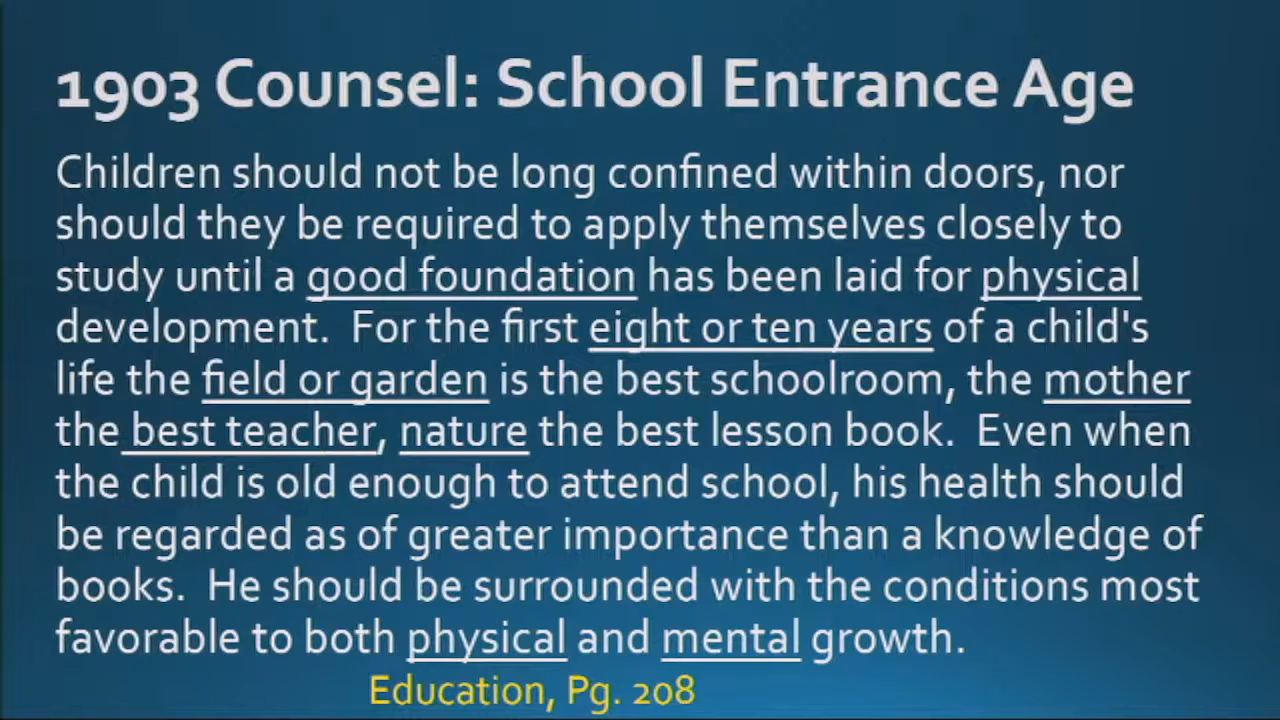 1903 Counsel: School Entrance Age
Children should not be long confined within doors, nor
should they be required to apply themselves closely to
study until a good foundation has been laid for physical
development.  For the first eight or ten years of a child's
life the field or garden is the best schoolroom, the mother
the best teacher, nature the best lesson book.  Even when
the child is old enough to attend school, his health should
be regarded as of greater importance than a knowledge of
books.  He should be surrounded with the conditions most
favorable to both physical and mental growth.
Education, Pg. 208